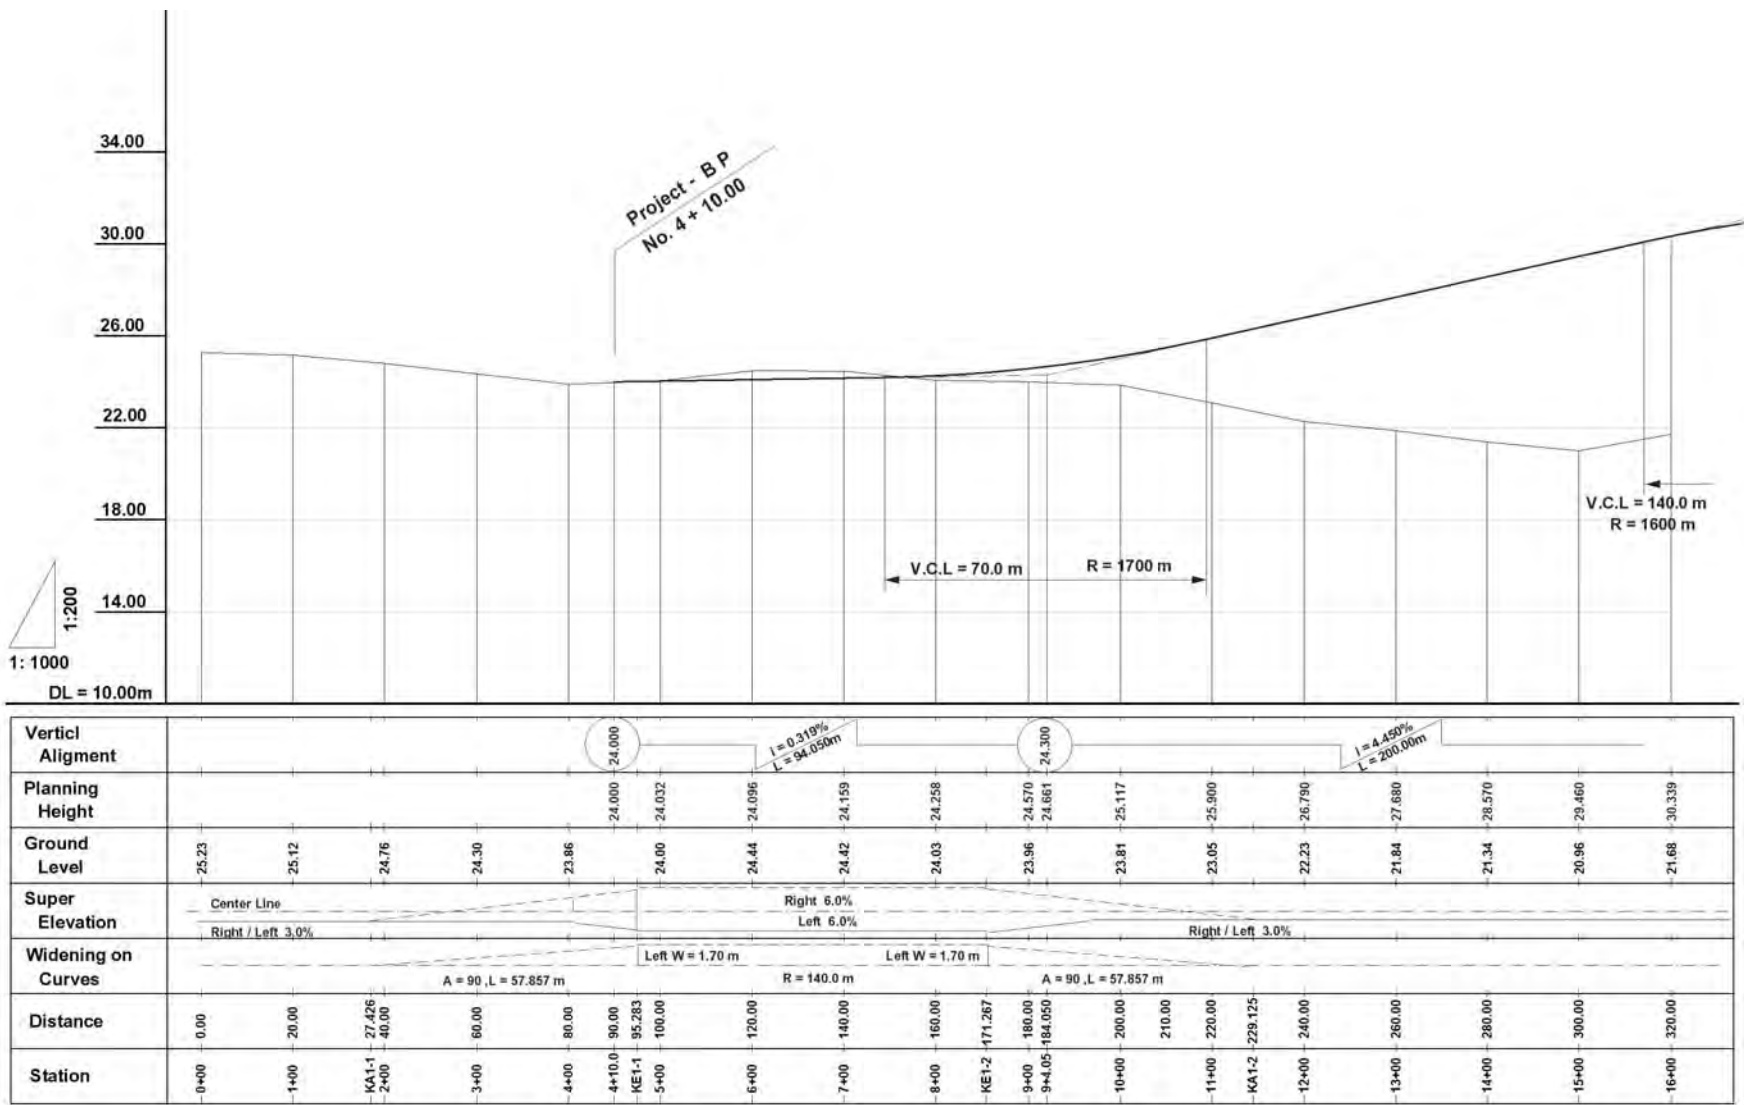 34.00
30.00
26.00
22.00
18.00
14.00
DL = 10.00m
1:200
1: 1000
Project - B P
No. 4 + 10.00
V.C.L = 70.0 m
R = 1700 m
V.C.L = 140.0 m
R = 1600 m
Verticl
Aligment
24.000
i = 0.319%
L = 94.050m
24.300
i = 4.450%
L = 200.00m
Planning
Height
24.000
24.032
24.096
24.159
24.258
24.570
24.661
25.117
25.900
26.790
27.680
28.570
29.460
30.339
Ground
Level
25.23
25.12
24.76
24.30
23.86
24.00
24.44
24.42
24.03
23.96
23.81
23.05
22.23
21.84
21.34
20.96
21.68
Super
Elevation
Center Line
Right / Left 3.0%
Right 6.0%
Left 6.0%
Right / Left 3.0%
Widening on
Curves
A = 90 ,L = 57.857 m
Left W = 1.70 m
Left W = 1.70 m
R = 140.0 m
A = 90 ,L = 57.857 m
Distance
0.00
20.00
27.426
40.00
60.00
80.00
90.00
95.283
100.00
120.00
140.00
160.00
171.267
180.00
184.050
200.00
210.00
220.00
229.125
240.00
260.00
280.00
300.00
320.00
Station
0+00
1+00
KA1-1
2+00
3+00
4+00
4+10.0
KE1-1
5+00
6+00
7+00
8+00
KE1-2
9+00
9+4.05
10+00
11+00
KA1-2
12+00
13+00
14+00
15+00
16+00